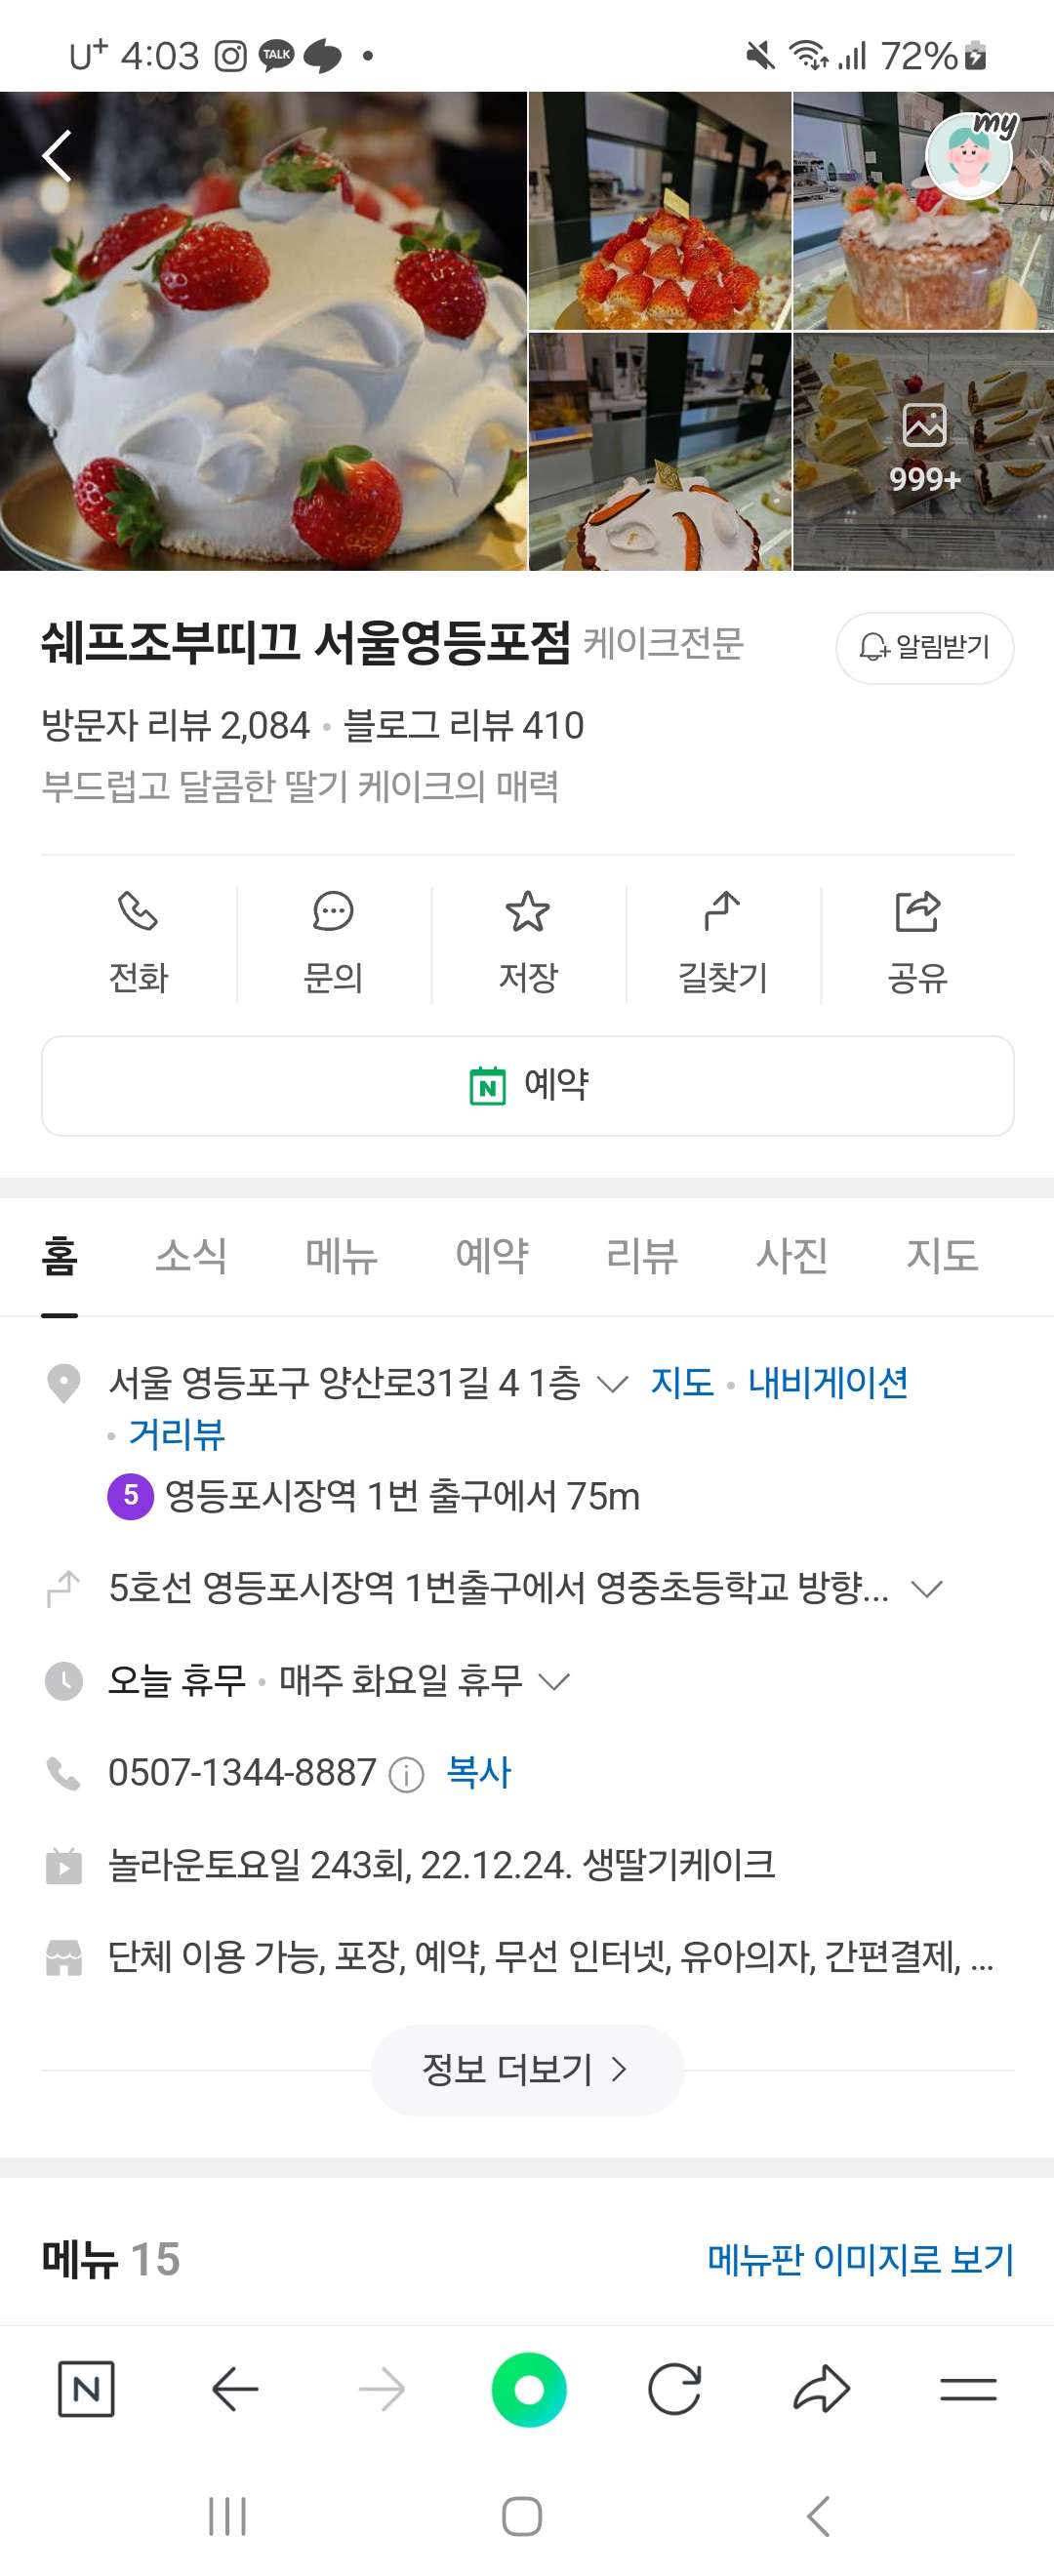 U+ 4:03 TALK 72%
my
999+
쉐프조부띠끄 서울영등포점 케이크전문
알림받기
방문자 리뷰 2,084 • 블로그 리뷰 410
부드럽고 달콤한 딸기 케이크의 매력
전화 문의 저장 길찾기 공유
N 예약
홈 소식 메뉴 예약 리뷰 사진 지도
서울 영등포구 양산로31길 4 1층 지도 • 내비게이션
• 거리뷰
5 영등포시장역 1번 출구에서 75m
5호선 영등포시장역 1번출구에서 영중초등학교 방향...
오늘 휴무 • 매주 화요일 휴무
0507-1344-8887 복사
놀라운토요일 243회, 22.12.24. 생딸기케이크
단체 이용 가능, 포장, 예약, 무선 인터넷, 유아의자, 간편결제, ...
정보 더보기
메뉴 15 메뉴판 이미지로 보기
N